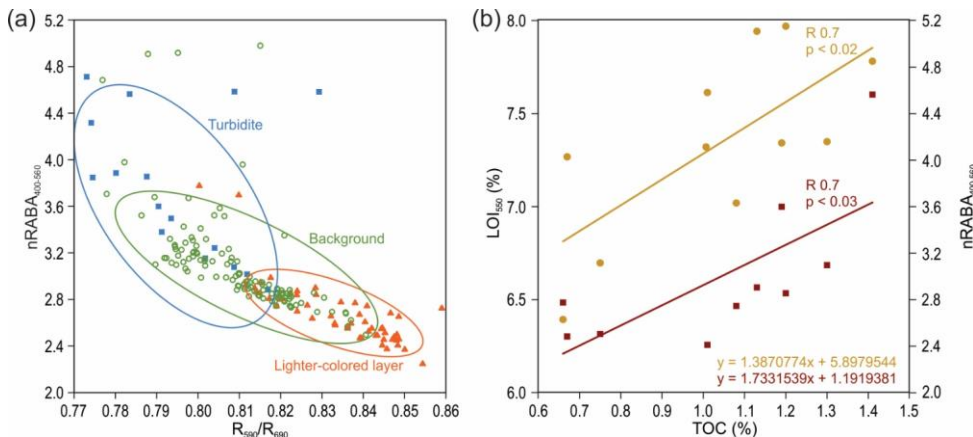 (a)
5.2
4.8
4.4
4.0
3.6
3.2
2.8
2.4
2.0
nRABA400-560
Turbidite
Background
Lighter-colored layer
0.77 0.78 0.79 0.80 0.81 0.82 0.83 0.84 0.85 0.86
R590/R690
(b)
8.0
7.5
7.0
6.5
6.0
LOI550 (%)
R 0.7
p < 0.02
R 0.7
p < 0.03
y = 1.3870774x + 5.8979544
y = 1.7331539x + 1.1919381
0.6 0.7 0.8 0.9 1.0 1.1 1.2 1.3 1.4 1.5
TOC (%)
5.2
4.8
4.4
4.0
3.6
3.2
2.8
2.4
2.0
nRABA400-560